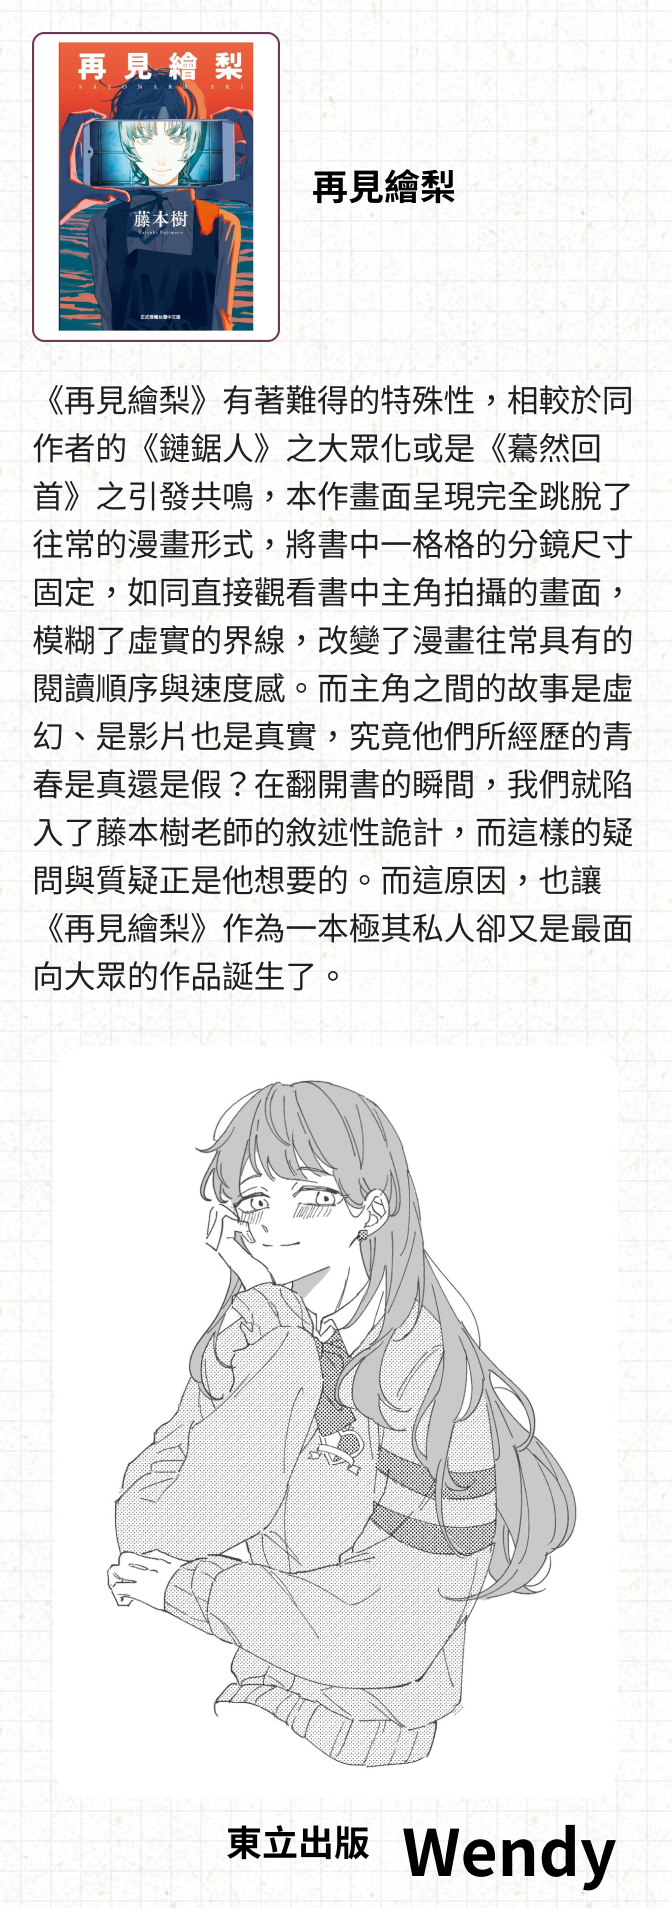 再見繪梨
SAYONARA ERI
藤本樹
Tatsuki Fujimoto
正式授權台灣中文版
再見繪梨
《再見繪梨》有著難得的特殊性，相較於同
作者的《鏈鋸人》之大眾化或是《驀然回
首》之引發共鳴，本作畫面呈現完全跳脫了
往常的漫畫形式，將書中一格格的分鏡尺寸
固定，如同直接觀看書中主角拍攝的畫面，
模糊了虛實的界線，改變了漫畫往常具有的
閱讀順序與速度感。而主角之間的故事是虛
幻、是影片也是真實，究竟他們所經歷的青
春是真還是假？在翻開書的瞬間，我們就陷
入了藤本樹老師的敘述性詭計，而這樣的疑
問與質疑正是他想要的。而這原因，也讓
《再見繪梨》作為一本極其私人卻又是最面
向大眾的作品誕生了。
東立出版 Wendy